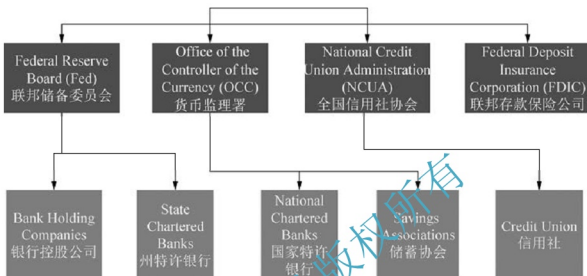 Federal Reserve
Board (Fed)
联邦储备委员会
Office of the
Controller of the
Currency (OCC)
货币监理署
National Credit
Union Administration
(NCUA)
全国信用社协会
Federal Deposit
Insurance
Corporation (FDIC)
联邦存款保险公司
Bank Holding
Companies
银行控股公司
State
Chartered
Banks
州特许银行
National
Chartered
Banks
国家特许
银行
Savings
Associations
储蓄协会
Credit Union
信用社
版权所有